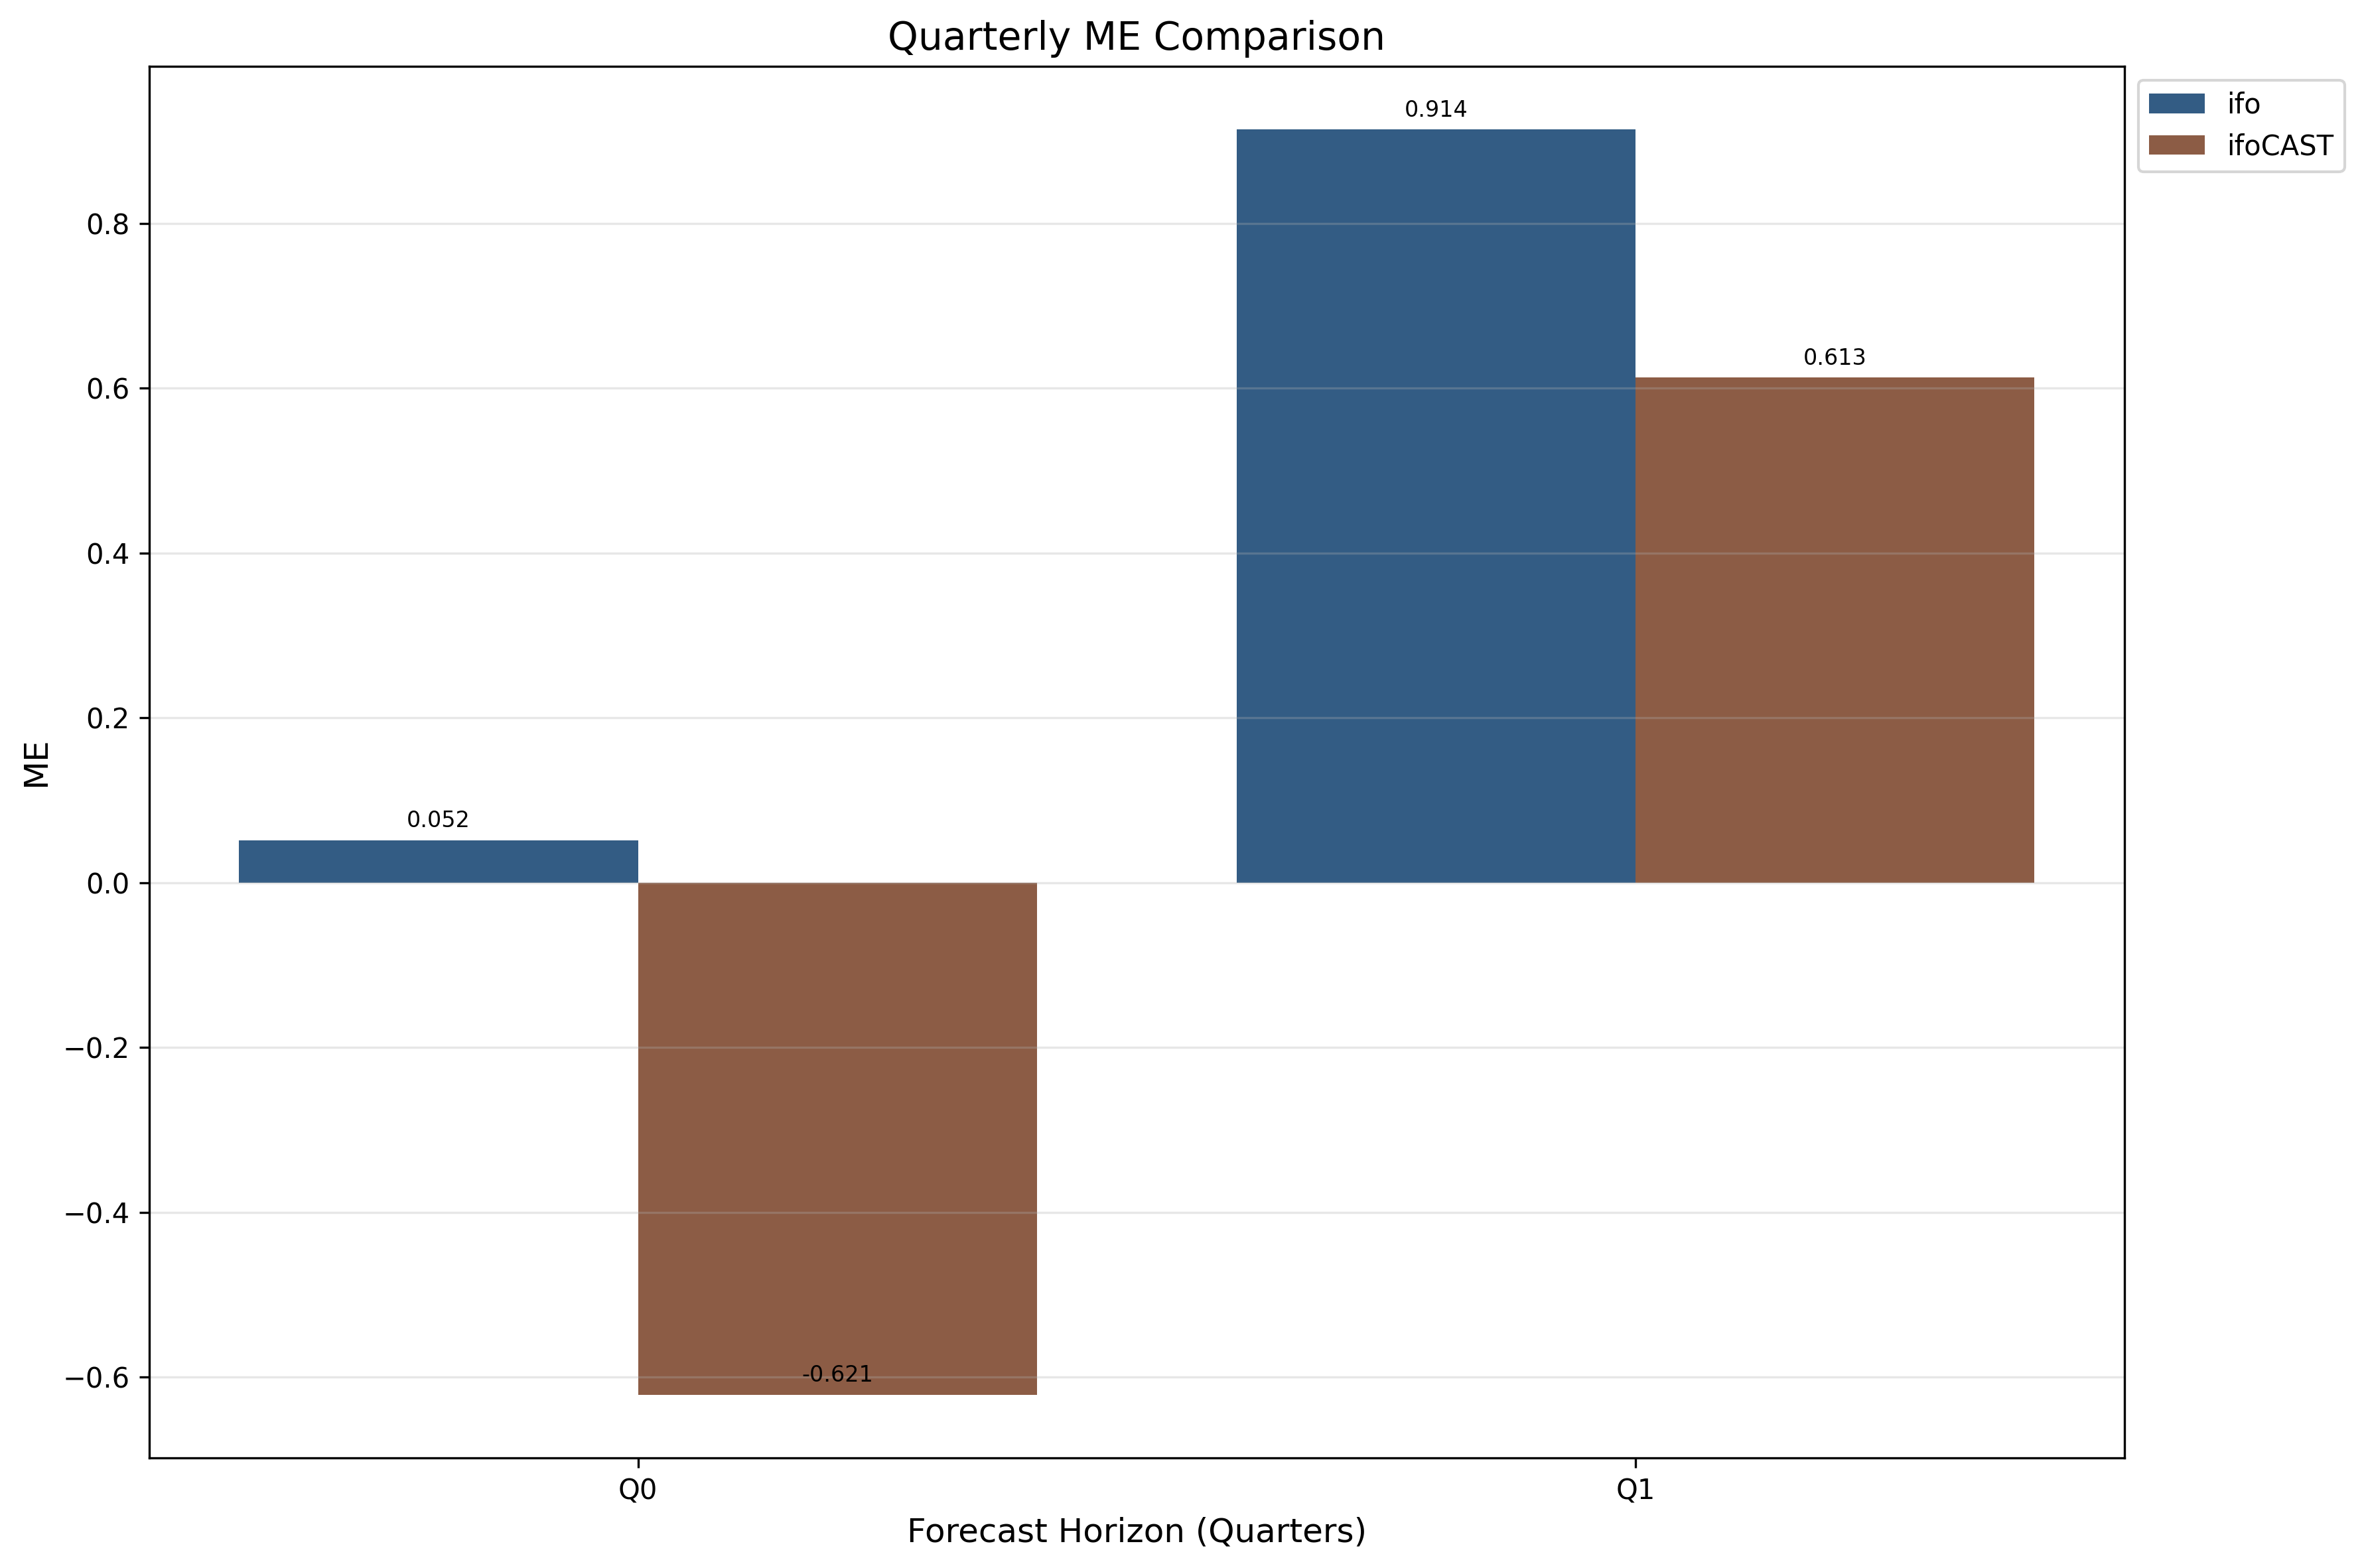 Quarterly ME Comparison
ifo
ifoCAST
0.914
0.613
0.052
-0.621
0.8
0.6
0.4
0.2
0.0
−0.2
−0.4
−0.6
ME
Q0
Q1
Forecast Horizon (Quarters)